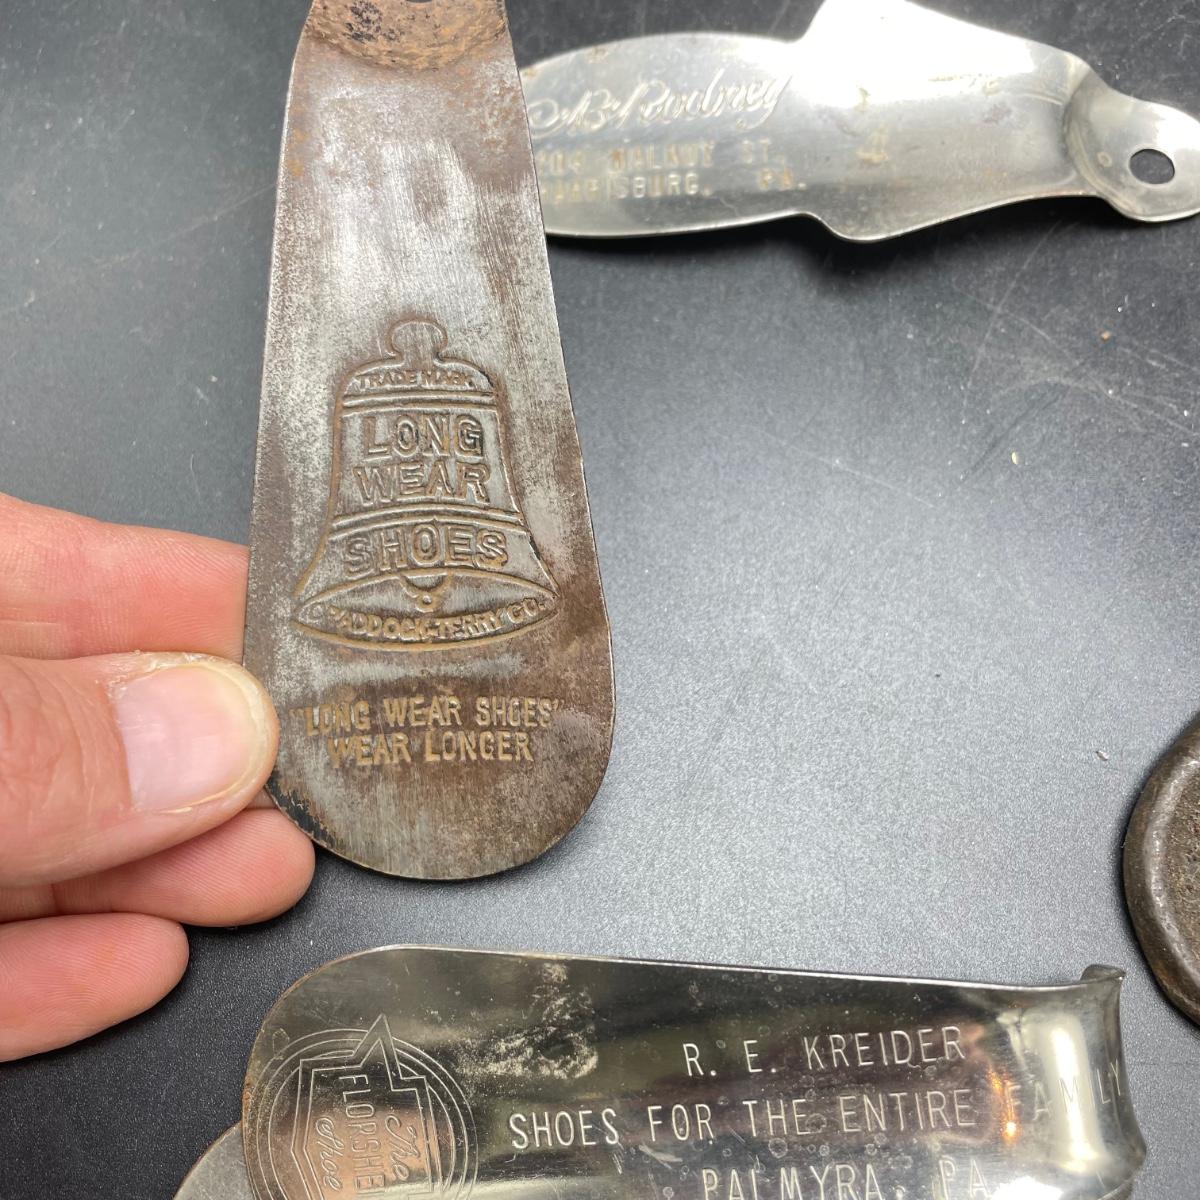 TRADE MARK
LONG
WEAR
SHOES
CRADDOCK-TERRY CO.
"LONG WEAR SHOES"
WEAR LONGER
Rodney
WALNUT ST.
HARRISBURG, PA.
The
FLORSHEIM
Shoe
R. E. KREIDER
SHOES FOR THE ENTIRE FAMILY
PALMYRA, PA.